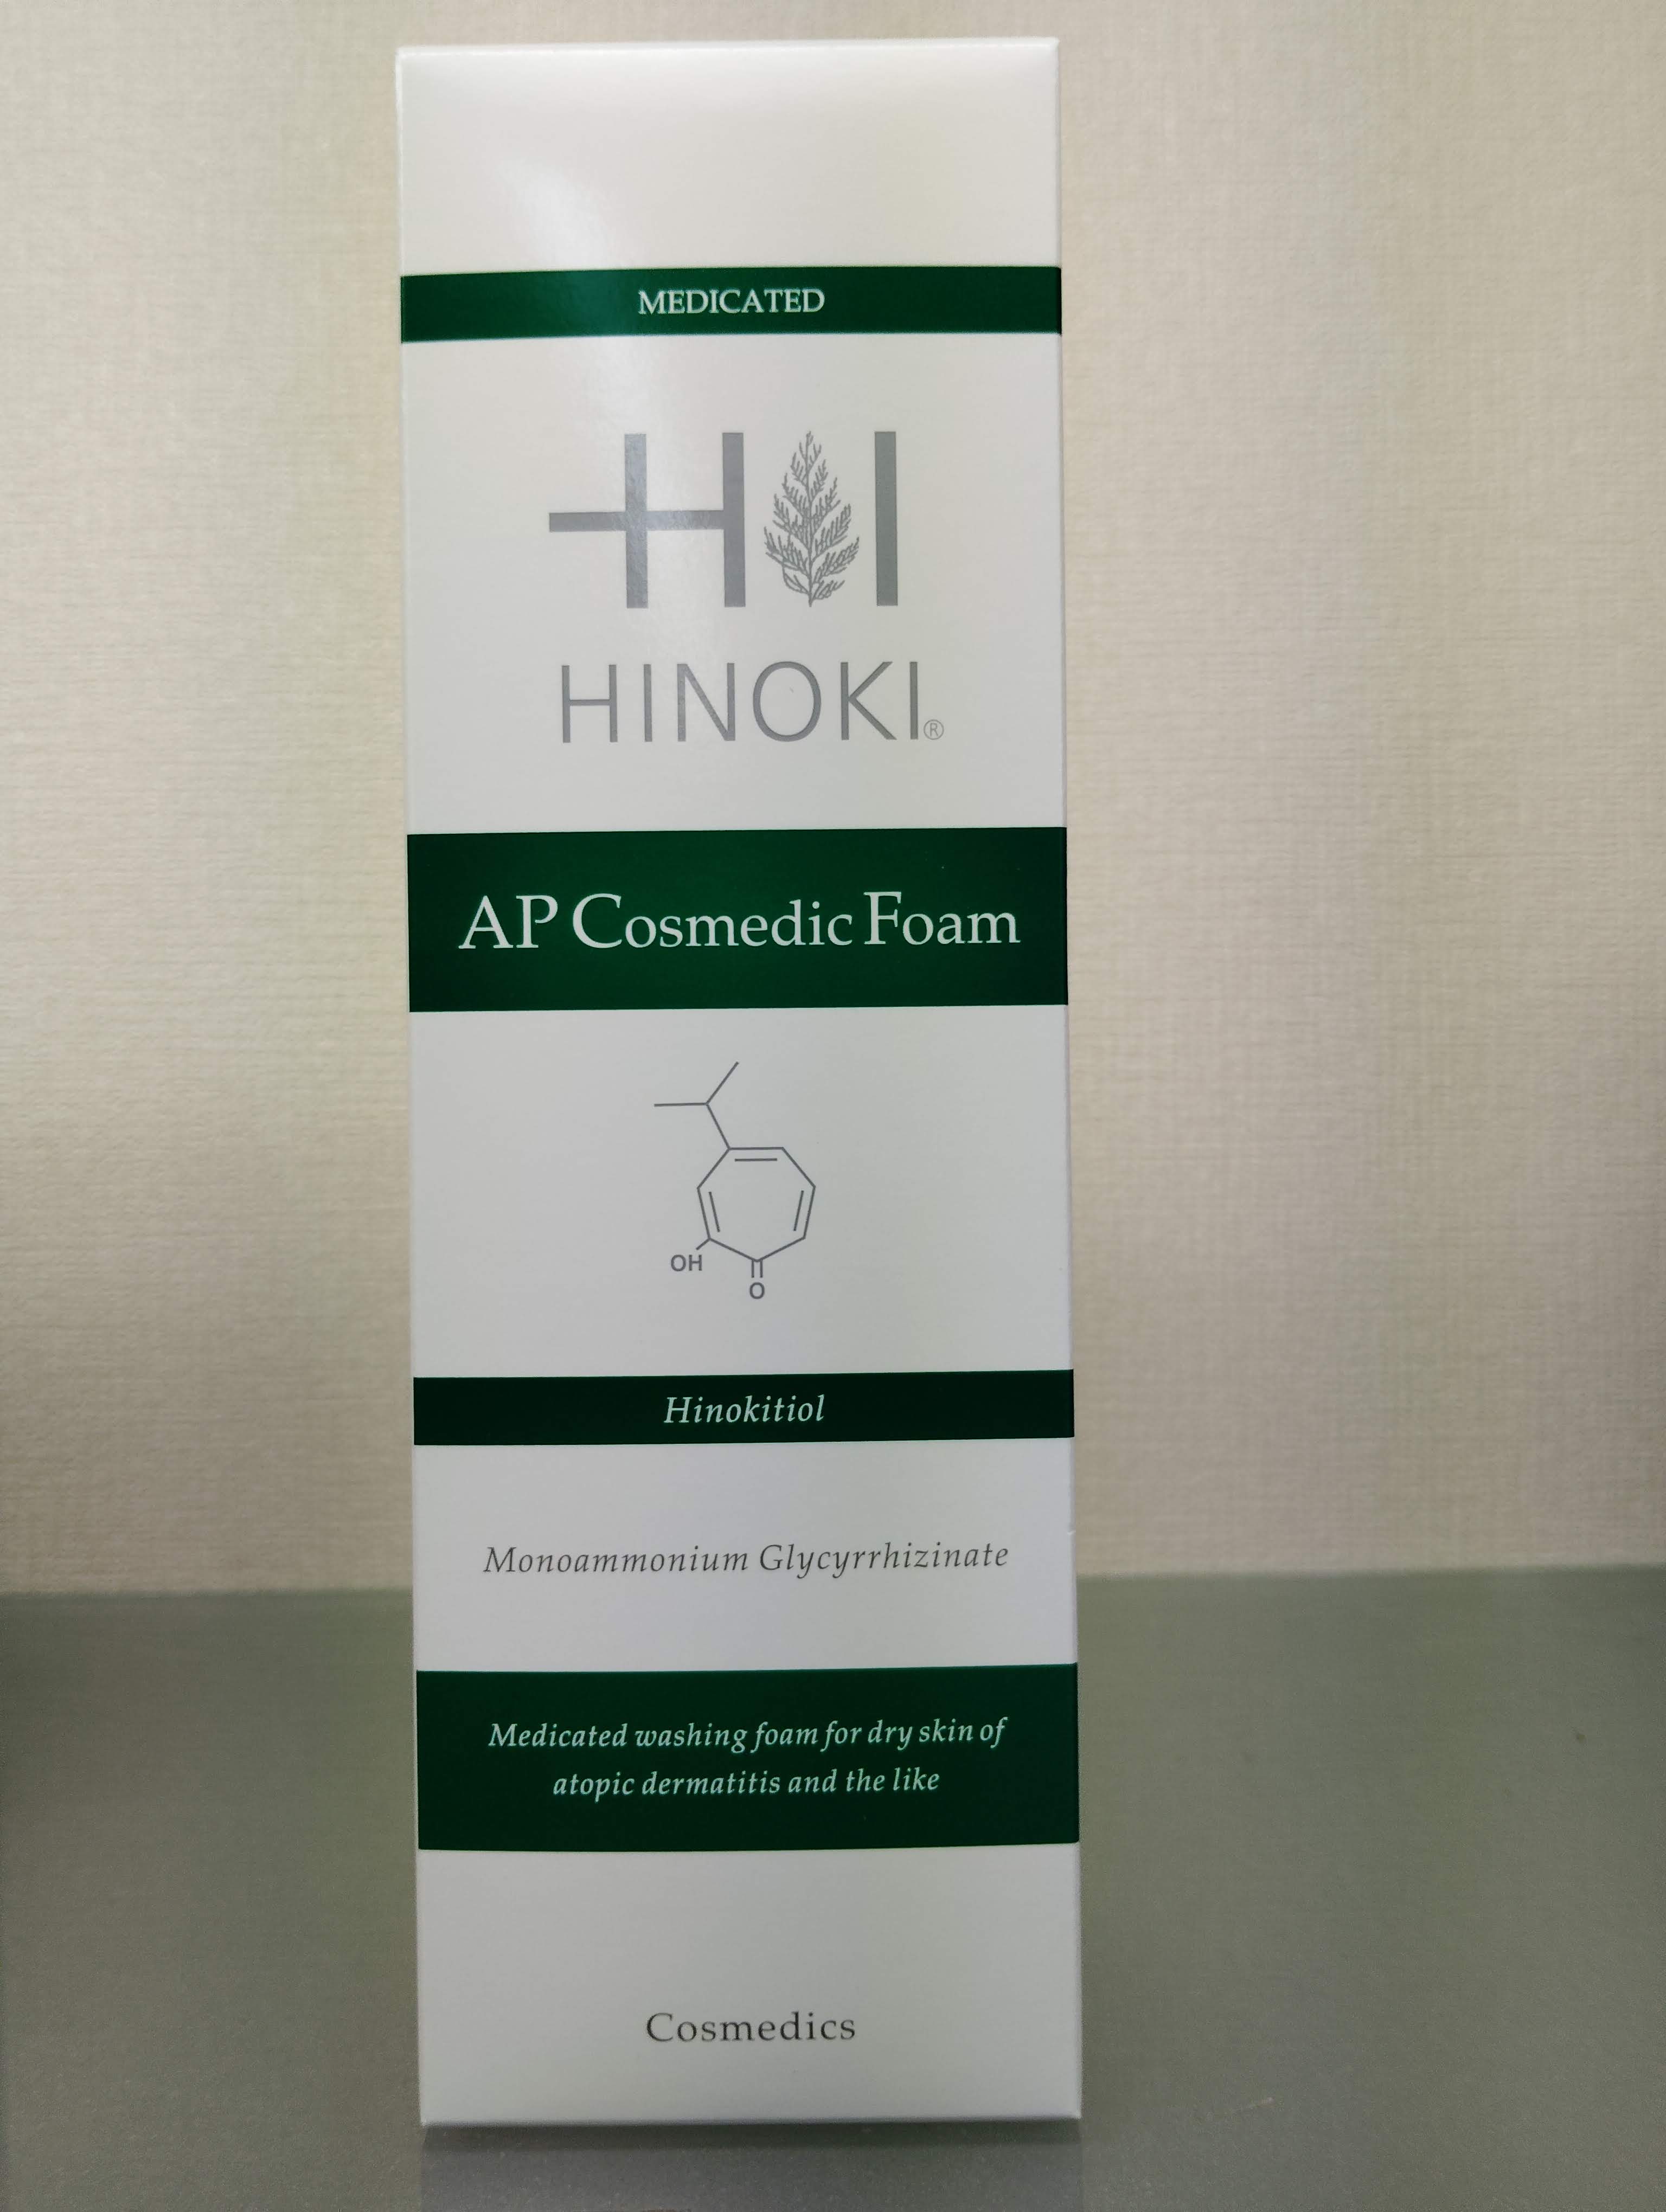 MEDICATED
HI
HINOKI®
AP Cosmedic Foam
OH
O
Hinokitiol
Monoammonium Glycyrrhizinate
Medicated washing foam for dry skin of
atopic dermatitis and the like
Cosmedics